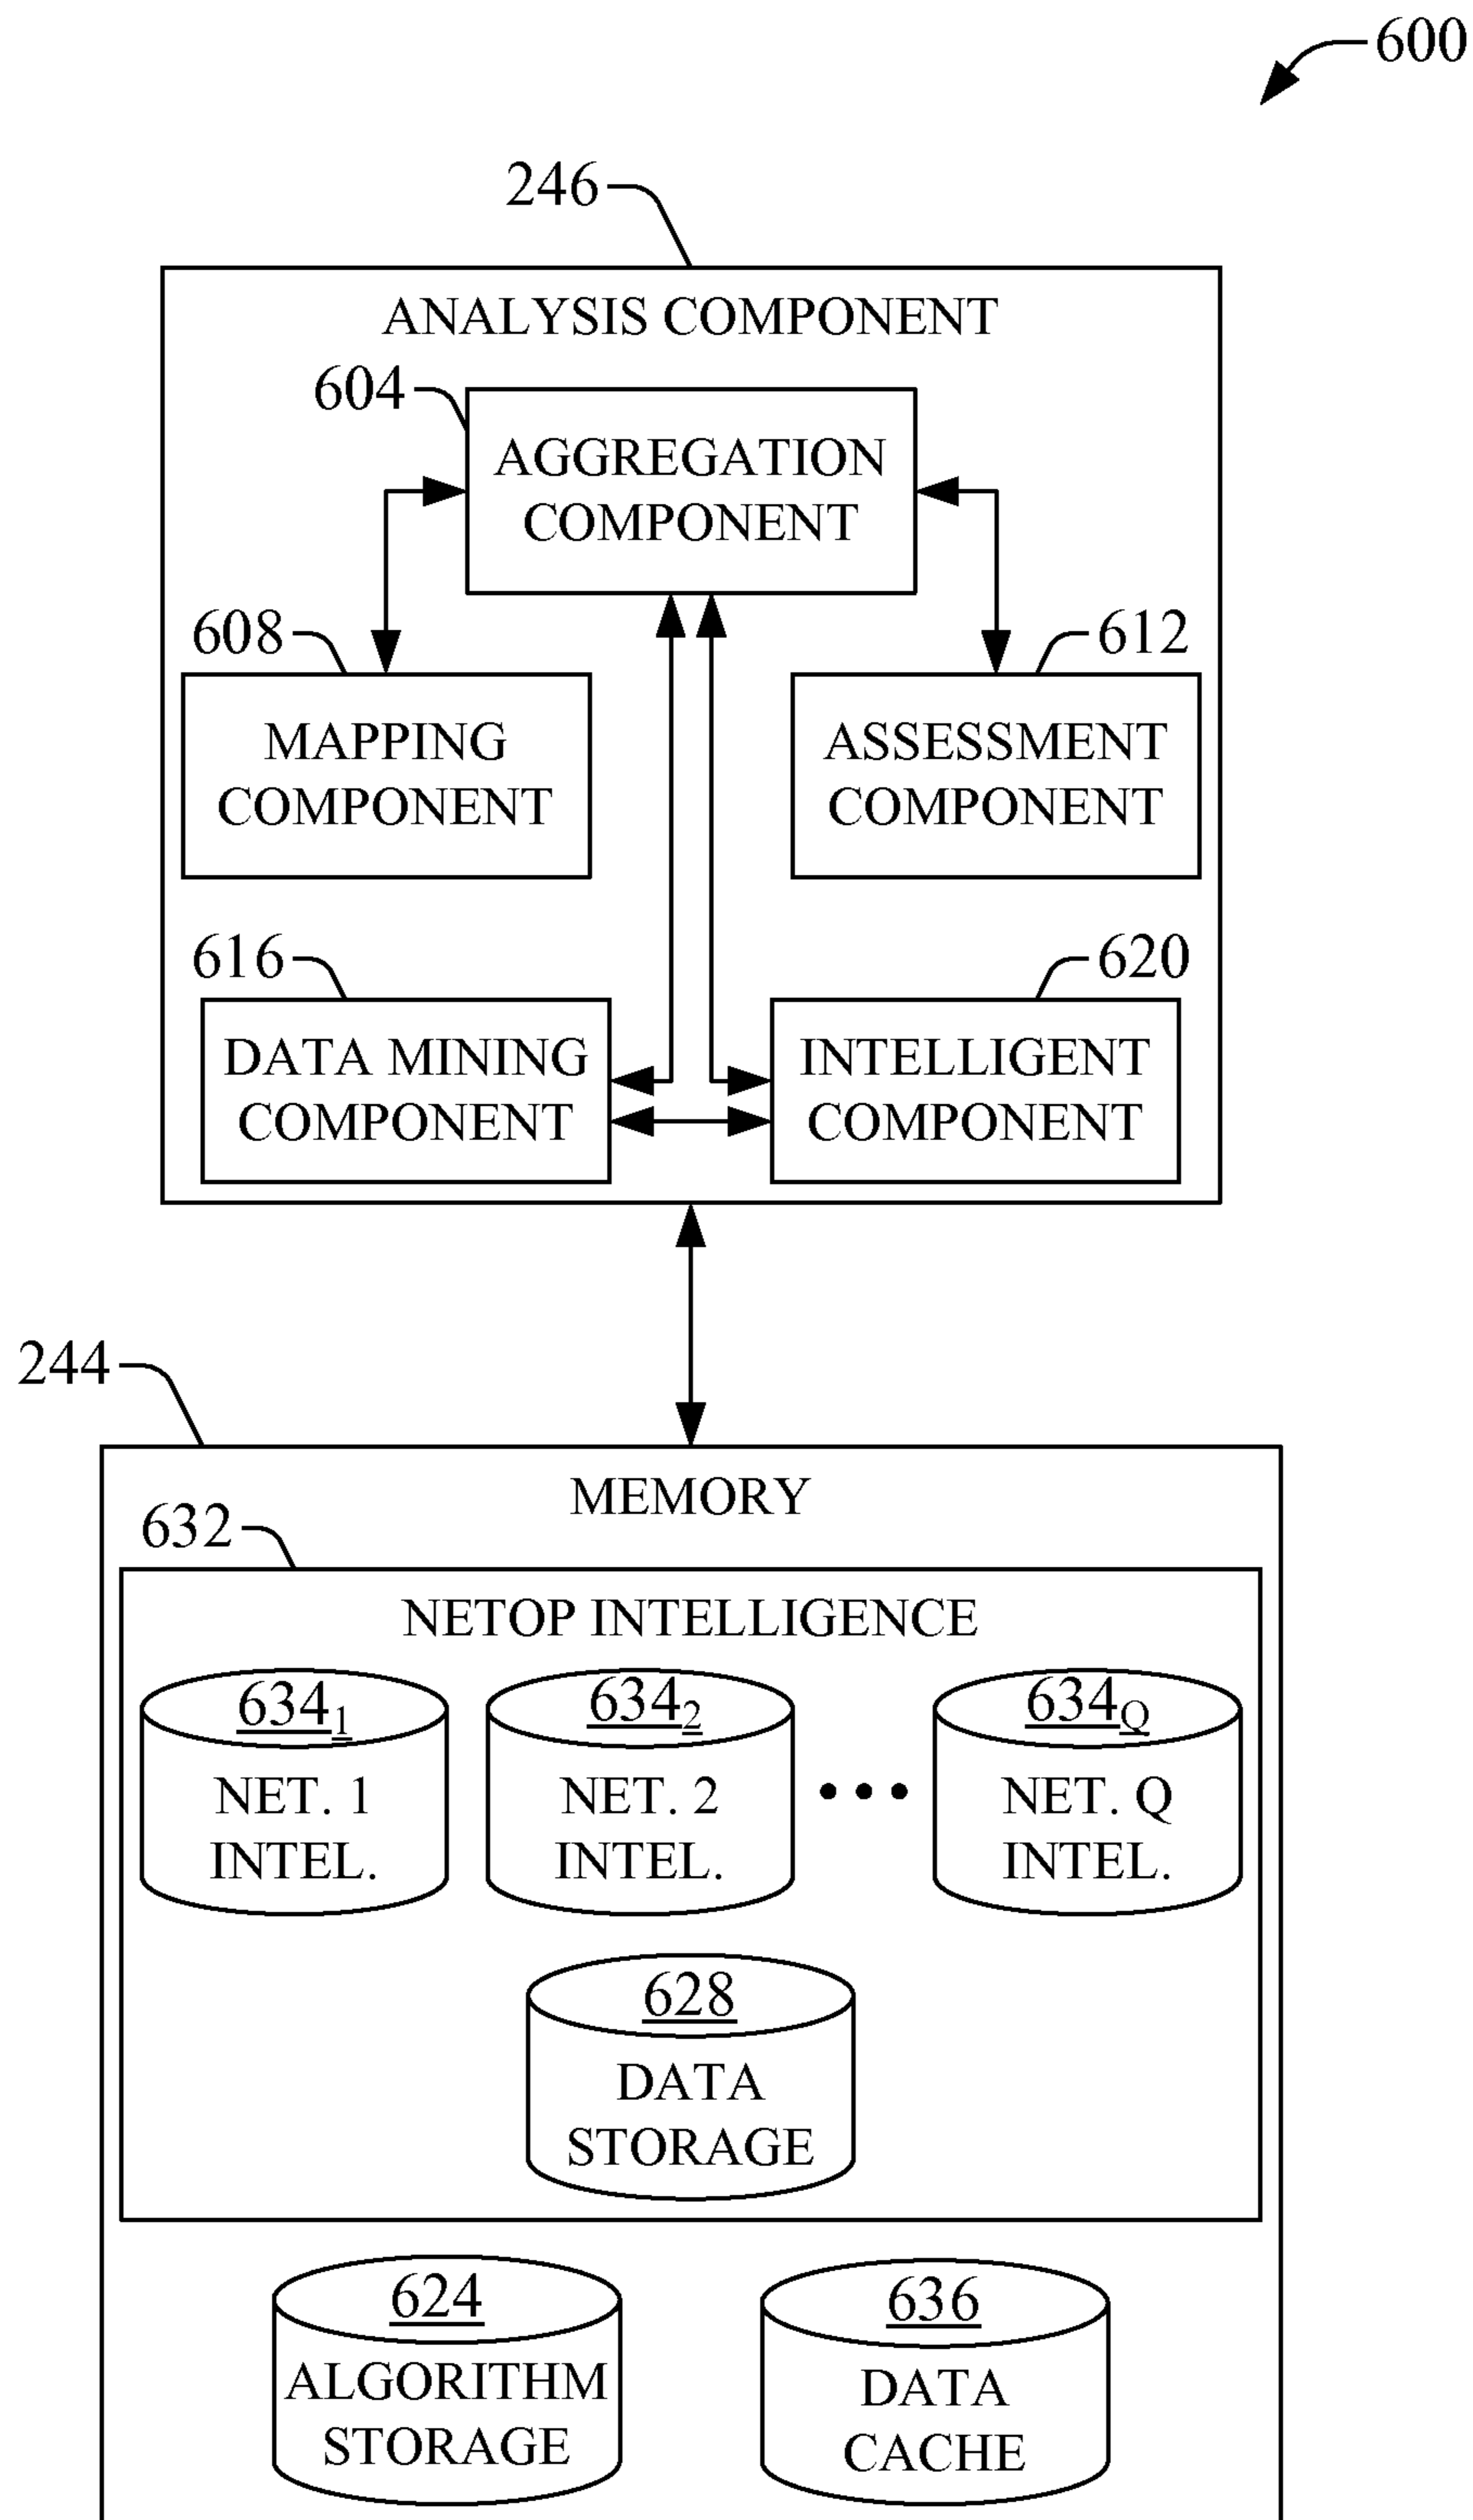 600
246
ANALYSIS COMPONENT
604
AGGREGATION
COMPONENT
608
612
MAPPING
COMPONENT
ASSESSMENT
COMPONENT
616
620
DATA MINING
COMPONENT
INTELLIGENT
COMPONENT
244
MEMORY
632
NETOP INTELLIGENCE
634₁
NET. 1
INTEL.
634₂
NET. 2
INTEL.
•••
634Q
NET. Q
INTEL.
628
DATA
STORAGE
624
ALGORITHM
STORAGE
636
DATA
CACHE